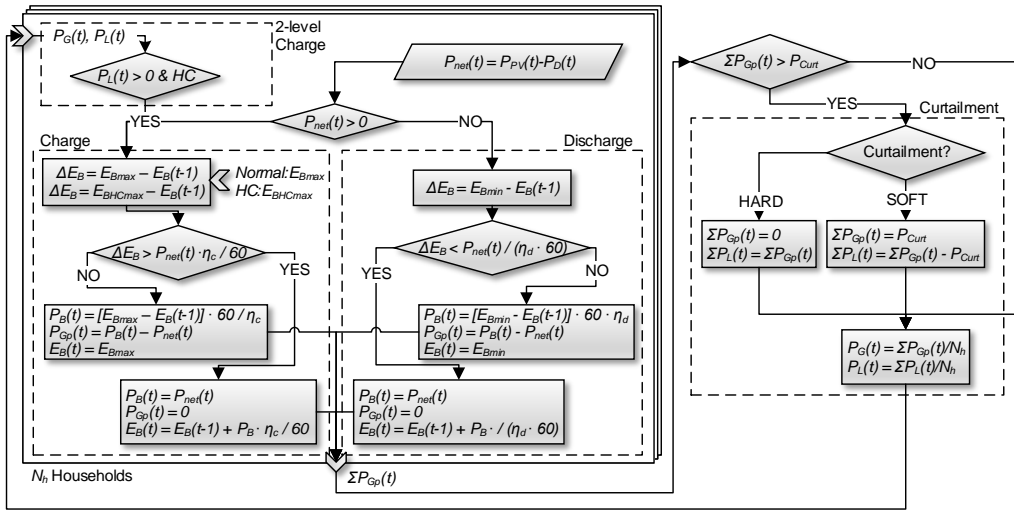 P_G(t), P_L(t)
2-level
Charge
P_L(t) > 0 & HC
P_net(t) = P_PV(t)-P_D(t)
P_net(t) > 0
YES
NO
Charge
Discharge
ΔE_B = E_Bmax − E_B(t-1)
ΔE_B = E_BHCmax − E_B(t-1)
Normal:E_Bmax
HC:E_BHCmax
ΔE_B = E_Bmin - E_B(t-1)
ΔE_B > P_net(t) · η_c / 60
NO
YES
ΔE_B < P_net(t) / (η_d · 60)
YES
NO
P_B(t) = [E_Bmax − E_B(t-1)] · 60 / η_c
P_Gp(t) = P_B(t) − P_net(t)
E_B(t) = E_Bmax
P_B(t) = [E_Bmin - E_B(t-1)] · 60 · η_d
P_Gp(t) = P_B(t) - P_net(t)
E_B(t) = E_Bmin
P_B(t) = P_net(t)
P_Gp(t) = 0
E_B(t) = E_B(t-1) + P_B · η_c / 60
P_B(t) = P_net(t)
P_Gp(t) = 0
E_B(t) = E_B(t-1) + P_B · / (η_d · 60)
N_h Households
ΣP_Gp(t)
ΣP_Gp(t) > P_Curt
NO
YES
Curtailment
Curtailment?
HARD
SOFT
ΣP_Gp(t) = 0
ΣP_L(t) = ΣP_Gp(t)
ΣP_Gp(t) = P_Curt
ΣP_L(t) = ΣP_Gp(t) - P_Curt
P_G(t) = ΣP_Gp(t)/N_h
P_L(t) = ΣP_L(t)/N_h